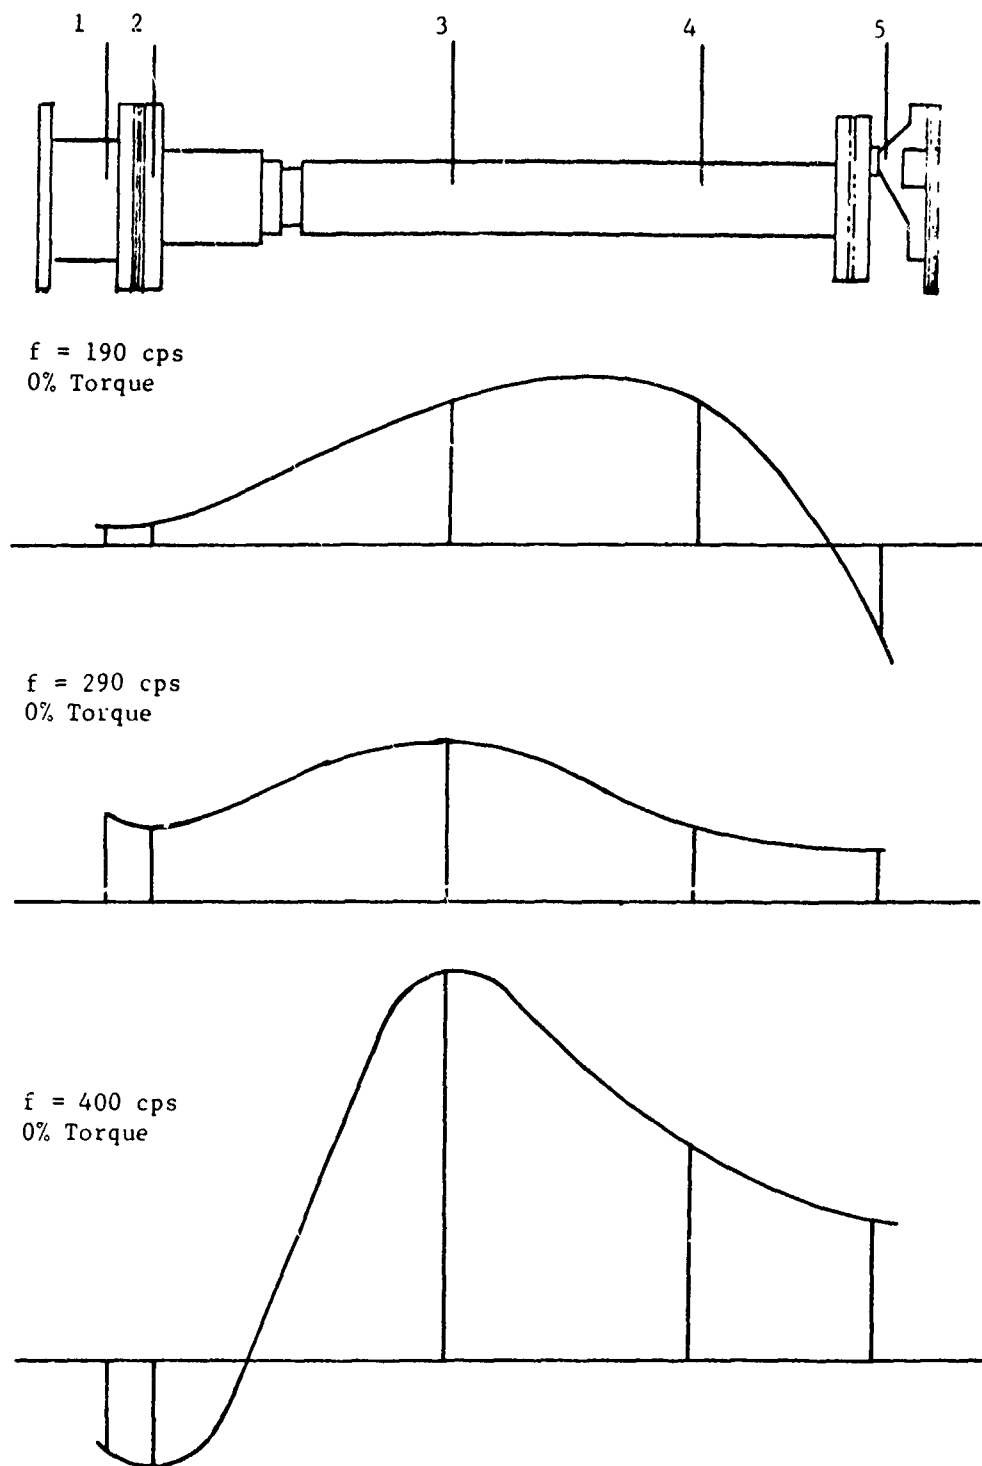 1 2 3 4 5
f = 190 cps
0% Torque
f = 290 cps
0% Torque
f = 400 cps
0% Torque